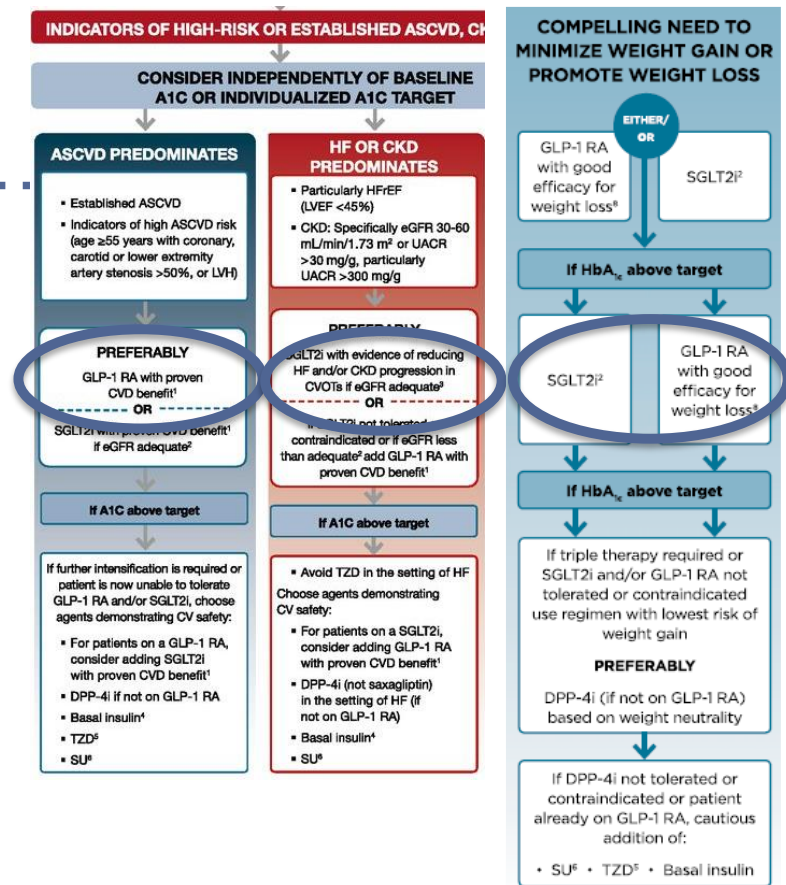 INDICATORS OF HIGH-RISK OR ESTABLISHED ASCVD,
CONSIDER INDEPENDENTLY OF BASELINE
A1C OR INDIVIDUALIZED A1C TARGET
ASCVD PREDOMINATES
▪ Established ASCVD
▪ Indicators of high ASCVD risk
(age ≥55 years with coronary,
carotid or lower extremity
artery stenosis >50%, or LVH)
PREFERABLY
GLP-1 RA with proven
CVD benefit¹
OR
SGLT2i with proven CVD benefit¹
if eGFR adequate²
If A1C above target
If further intensification is required or
patient is now unable to tolerate
GLP-1 RA and/or SGLT2i, choose
agents demonstrating CV safety:
▪ For patients on a GLP-1 RA,
consider adding SGLT2i
with proven CVD benefit¹
▪ DPP-4i if not on GLP-1 RA
▪ Basal insulin⁴
▪ TZD⁵
▪ SU⁶
HF OR CKD
PREDOMINATES
▪ Particularly HFrEF
(LVEF <45%)
▪ CKD: Specifically eGFR 30-60
mL/min/1.73 m² or UACR
>30 mg/g, particularly
UACR >300 mg/g
PREFERABLY
SGLT2i with evidence of reducing
HF and/or CKD progression in
CVOTs if eGFR adequate³
OR
If SGLT2i not tolerated
contraindicated or if eGFR less
than adequate² add GLP-1 RA with
proven CVD benefit¹
If A1C above target
▪ Avoid TZD in the setting of HF
Choose agents demonstrating
CV safety:
▪ For patients on a SGLT2i,
consider adding GLP-1 RA
with proven CVD benefit¹
▪ DPP-4i (not saxagliptin)
in the setting of HF (if
not on GLP-1 RA)
▪ Basal insulin⁴
▪ SU⁶
COMPELLING NEED TO
MINIMIZE WEIGHT GAIN OR
PROMOTE WEIGHT LOSS
EITHER/
OR
GLP-1 RA
with good
efficacy for
weight loss⁸
SGLT2i²
If HbA₁c above target
SGLT2i²
GLP-1 RA
with good
efficacy for
weight loss⁸
If HbA₁c above target
If triple therapy required or
SGLT2i and/or GLP-1 RA not
tolerated or contraindicated
use regimen with lowest risk of
weight gain
PREFERABLY
DPP-4i (if not on GLP-1 RA)
based on weight neutrality
If DPP-4i not tolerated or
contraindicated or patient
already on GLP-1 RA, cautious
addition of:
• SU⁶ • TZD⁵ • Basal insulin